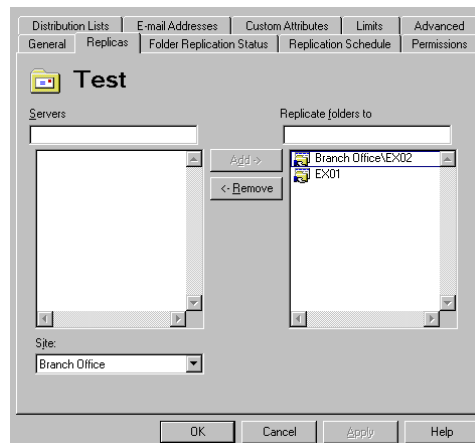 Distribution Lists E-mail Addresses Custom Attributes Limits Advanced
General Replicas Folder Replication Status Replication Schedule Permissions
Test
Servers Replicate folders to
Add -> Branch Office\EX02
<- Remove EX01
Site:
Branch Office
OK Cancel Apply Help